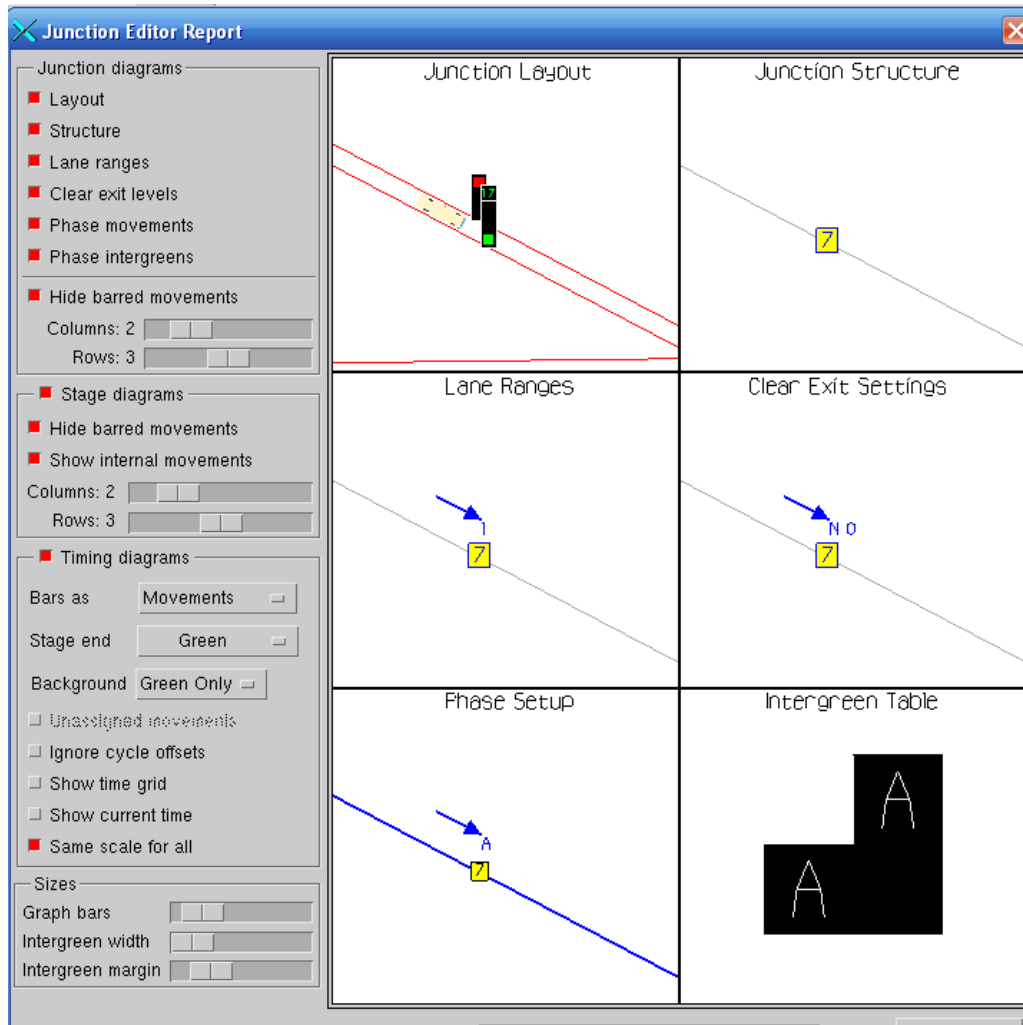 Junction Editor Report
Junction diagrams
Layout
Structure
Lane ranges
Clear exit levels
Phase movements
Phase intergreens
Hide barred movements
Columns: 2
Rows: 3
Stage diagrams
Hide barred movements
Show internal movements
Columns: 2
Rows: 3
Timing diagrams
Bars as Movements
Stage end Green
Background Green Only
Unassigned movements
Ignore cycle offsets
Show time grid
Show current time
Same scale for all
Sizes
Graph bars
Intergreen width
Intergreen margin
Junction Layout
17
Junction Structure
7
Lane Ranges
1
7
Clear Exit Settings
NO
7
Phase Setup
A
7
Intergreen Table
A
A